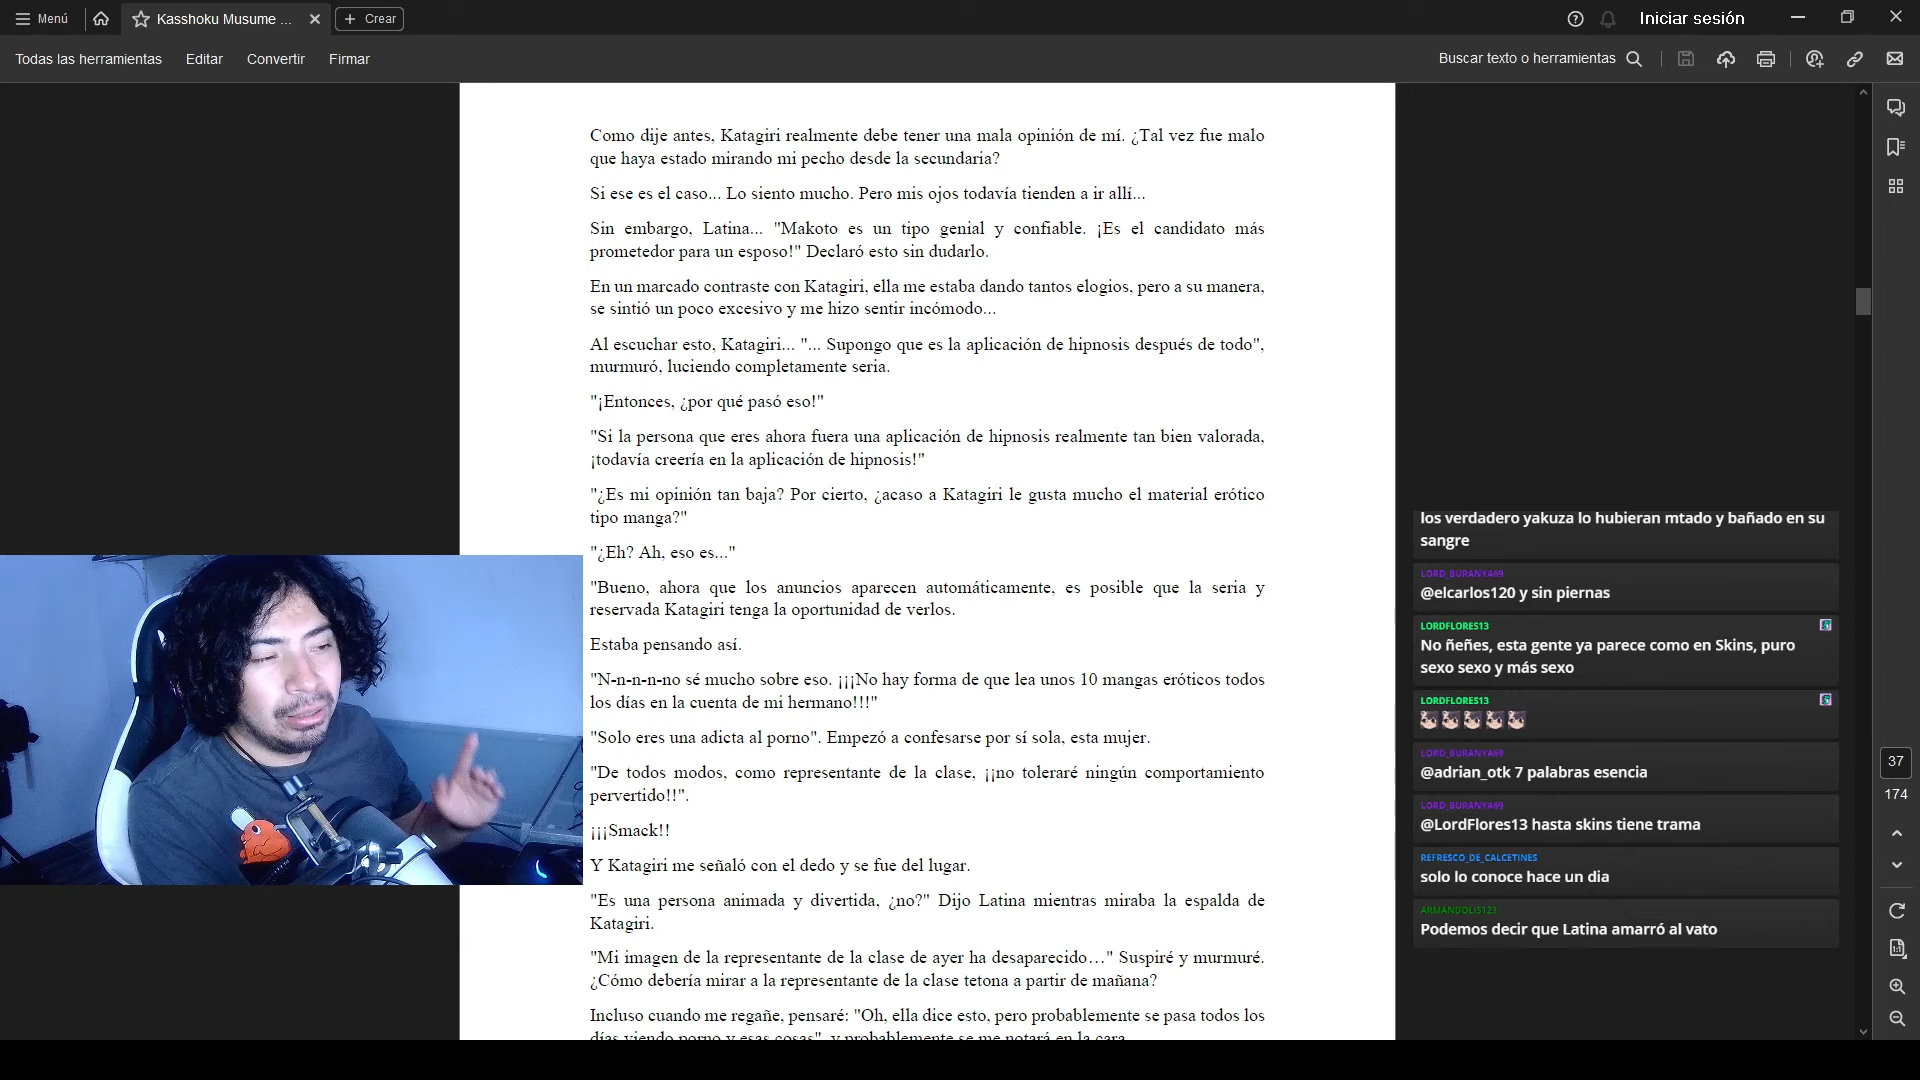 Menú
Kasshoku Musume ...
Crear
Iniciar sesión
Todas las herramientas
Editar
Convertir
Firmar
Buscar texto o herramientas
Como dije antes, Katagiri realmente debe tener una mala opinión de mí. ¿Tal vez fue malo
que haya estado mirando mi pecho desde la secundaria?
Si ese es el caso... Lo siento mucho. Pero mis ojos todavía tienden a ir allí...
Sin embargo, Latina... "Makoto es un tipo genial y confiable. ¡Es el candidato más
prometedor para un esposo!" Declaró esto sin dudarlo.
En un marcado contraste con Katagiri, ella me estaba dando tantos elogios, pero a su manera,
se sintió un poco excesivo y me hizo sentir incómodo...
Al escuchar esto, Katagiri... "... Supongo que es la aplicación de hipnosis después de todo",
murmuró, luciendo completamente seria.
"¡Entonces, ¿por qué pasó eso!"
"Si la persona que eres ahora fuera una aplicación de hipnosis realmente tan bien valorada,
¡todavía creería en la aplicación de hipnosis!"
"¿Es mi opinión tan baja? Por cierto, ¿acaso a Katagiri le gusta mucho el material erótico
tipo manga?"
"¿Eh? Ah, eso es..."
"Bueno, ahora que los anuncios aparecen automáticamente, es posible que la seria y
reservada Katagiri tenga la oportunidad de verlos.
Estaba pensando así.
"N-n-n-n-no sé mucho sobre eso. ¡¡¡No hay forma de que lea unos 10 mangas eróticos todos
los días en la cuenta de mi hermano!!!"
"Solo eres una adicta al porno". Empezó a confesarse por sí sola, esta mujer.
"De todos modos, como representante de la clase, ¡¡no toleraré ningún comportamiento
pervertido!!".
¡¡¡Smack!!
Y Katagiri me señaló con el dedo y se fue del lugar.
"Es una persona animada y divertida, ¿no?" Dijo Latina mientras miraba la espalda de
Katagiri.
"Mi imagen de la representante de la clase de ayer ha desaparecido…" Suspiré y murmuré.
¿Cómo debería mirar a la representante de la clase tetona a partir de mañana?
Incluso cuando me regañe, pensaré: "Oh, ella dice esto, pero probablemente se pasa todos los
días viendo porno y esas cosas", y probablemente se me notará en la cara.
los verdadero yakuza lo hubieran mtado y bañado en su
sangre
LORD_BURANYA69
@elcarlos120 y sin piernas
LORDFLORES13
No ñeñes, esta gente ya parece como en Skins, puro
sexo sexo y más sexo
LORDFLORES13
LORD_BURANYA69
@adrian_otk 7 palabras esencia
LORD_BURANYA69
@LordFlores13 hasta skins tiene trama
REFRESCO_DE_CALCETINES
solo lo conoce hace un dia
ARMANDOLIS123
Podemos decir que Latina amarró al vato
37
174